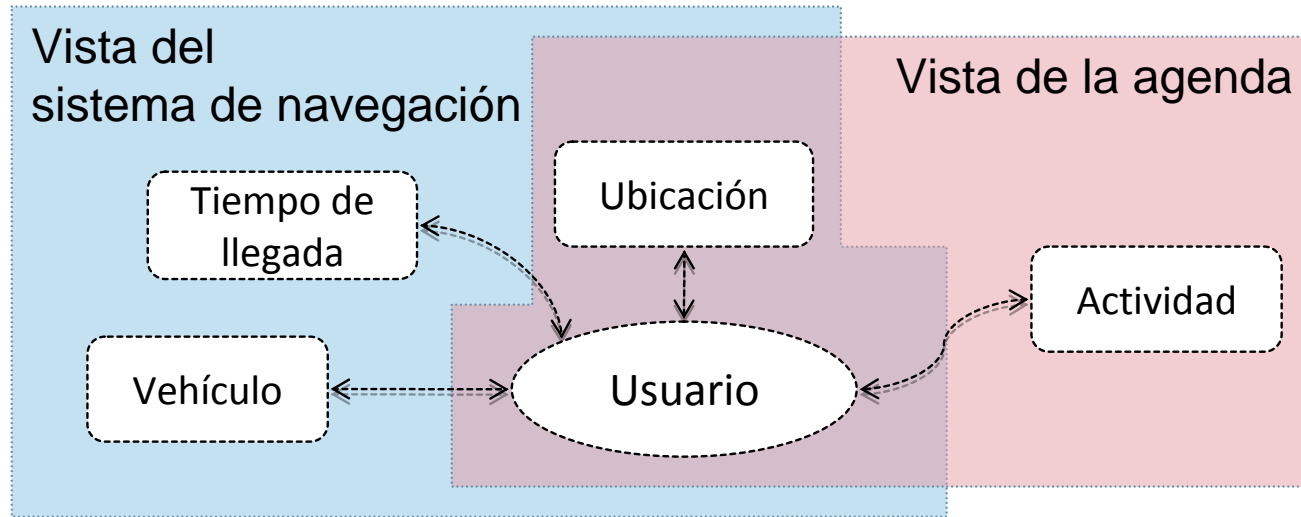 Vista del
sistema de navegación
Vista de la agenda
Tiempo de
llegada
Ubicación
Actividad
Vehículo
Usuario